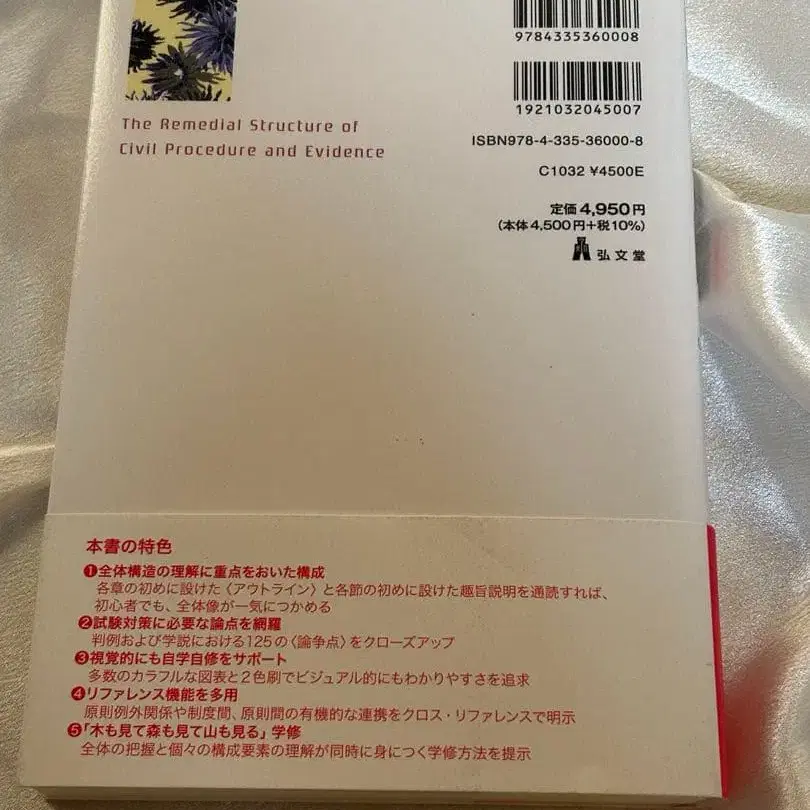 9784335360008
1921032045007
The Remedial Structure of
Civil Procedure and Evidence
ISBN978-4-335-36000-8
C1032 ¥4500E
定価4,950円
(本体4,500円+税10%)
弘文堂
本書の特色
❶全体構造の理解に重点をおいた構成
各章の初めに設けた〈アウトライン〉と各節の初めに設けた趣旨説明を通読すれば、
初心者でも、全体像が一気につかめる
❷試験対策に必要な論点を網羅
判例および学説における125の〈論争点〉をクローズアップ
❸視覚的にも自学自修をサポート
多数のカラフルな図表と2色刷でビジュアル的にもわかりやすさを追求
❹リファレンス機能を多用
原則例外関係や制度間、原則間の有機的な連携をクロス・リファレンスで明示
❺「木も見て森も見て山も見る」学修
全体の把握と個々の構成要素の理解が同時に身につく学修方法を提示